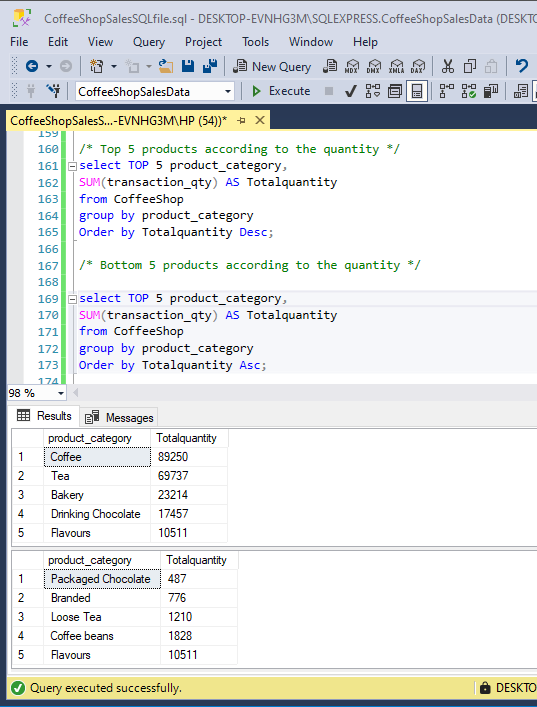 CoffeeShopSalesSQLfile.sql - DESKTOP-EVNHG3M\SQLEXPRESS.CoffeeShopSalesData (DESKTO
File Edit View Query Project Tools Window Help
New Query MDX DMX XMLA DAX
CoffeeShopSalesData Execute
CoffeeShopSalesS...-EVNHG3M\HP (54))*
159
160 /* Top 5 products according to the quantity */
161 select TOP 5 product_category,
162 SUM(transaction_qty) AS Totalquantity
163 from CoffeeShop
164 group by product_category
165 Order by Totalquantity Desc;
166
167 /* Bottom 5 products according to the quantity */
168
169 select TOP 5 product_category,
170 SUM(transaction_qty) AS Totalquantity
171 from CoffeeShop
172 group by product_category
173 Order by Totalquantity Asc;
174
98 %
Results Messages
product_category Totalquantity
1 Coffee 89250
2 Tea 69737
3 Bakery 23214
4 Drinking Chocolate 17457
5 Flavours 10511
product_category Totalquantity
1 Packaged Chocolate 487
2 Branded 776
3 Loose Tea 1210
4 Coffee beans 1828
5 Flavours 10511
Query executed successfully. DESKTO